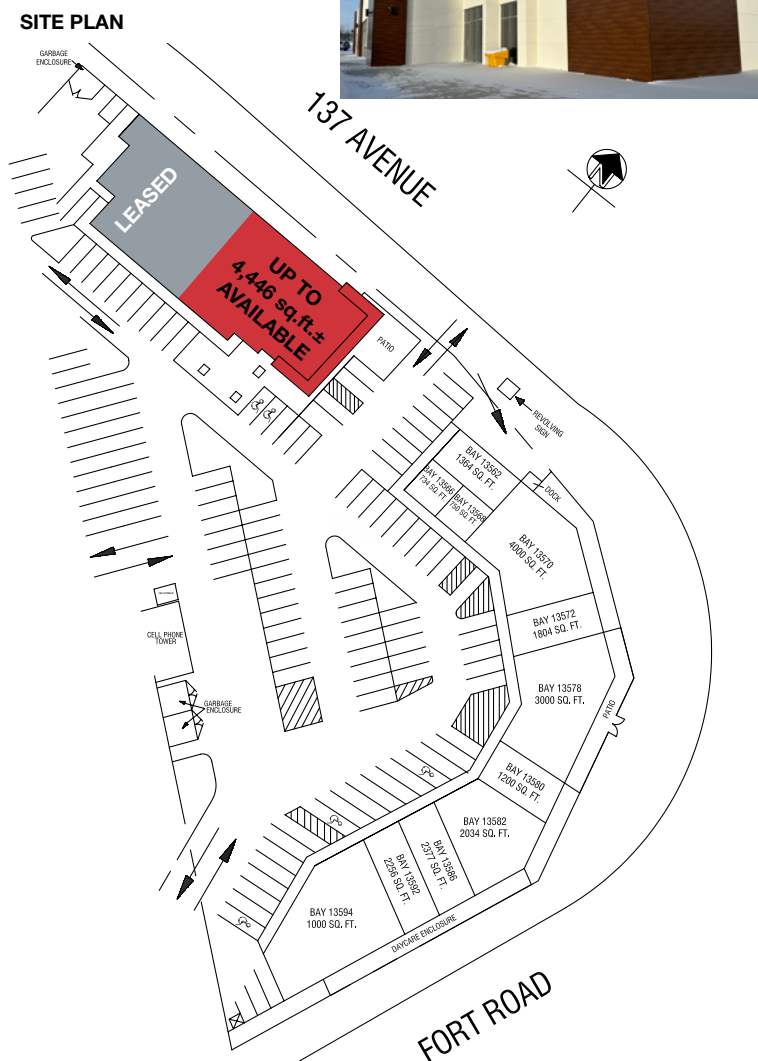 SITE PLAN
GARBAGE
ENCLOSURE
137 AVENUE
LEASED
UP TO
4,446 sq.ft.±
AVAILABLE
PATIO
REVOLVING
SIGN
BAY 13562
1364 SQ. FT.
BAY 13566
734 SQ. FT.
BAY 13568
750 SQ. FT.
DOCK
BAY 13570
4000 SQ. FT.
BAY 13572
1804 SQ. FT.
CELL PHONE
TOWER
BAY 13578
3000 SQ. FT.
PATIO
GARBAGE
ENCLOSURE
BAY 13580
1200 SQ. FT.
BAY 13582
2034 SQ. FT.
BAY 13586
2377 SQ. FT.
BAY 13592
2256 SQ. FT.
BAY 13594
1000 SQ. FT.
DAYCARE ENCLOSURE
FORT ROAD